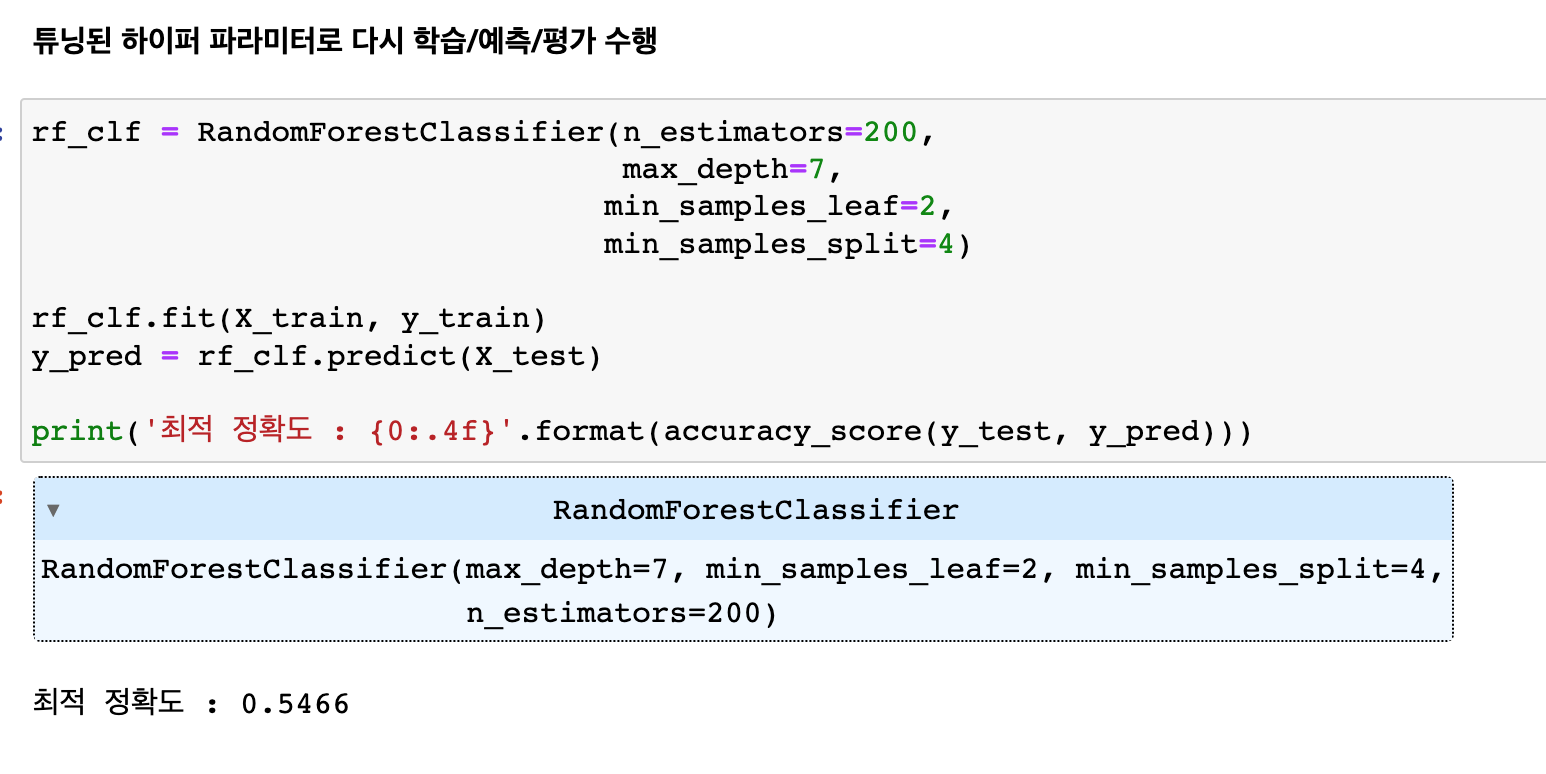 튜닝된 하이퍼 파라미터로 다시 학습/예측/평가 수행
rf_clf = RandomForestClassifier(n_estimators=200,
max_depth=7,
min_samples_leaf=2,
min_samples_split=4)
rf_clf.fit(X_train, y_train)
y_pred = rf_clf.predict(X_test)
print('최적 정확도 : {0:.4f}'.format(accuracy_score(y_test, y_pred)))
▼ RandomForestClassifier
RandomForestClassifier(max_depth=7, min_samples_leaf=2, min_samples_split=4,
n_estimators=200)
최적 정확도 : 0.5466